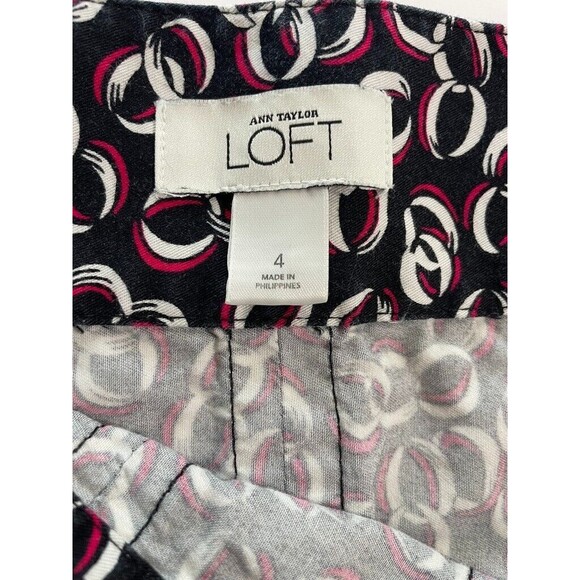 ANN TAYLOR
LOFT
4
MADE IN
PHILIPPINES